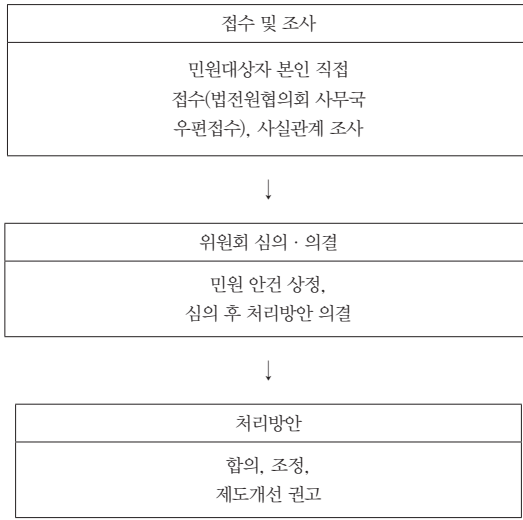 접수 및 조사
민원대상자 본인 직접
접수(법전원협의회 사무국
우편접수), 사실관계 조사
↓
위원회 심의 · 의결
민원 안건 상정,
심의 후 처리방안 의결
↓
처리방안
합의, 조정,
제도개선 권고